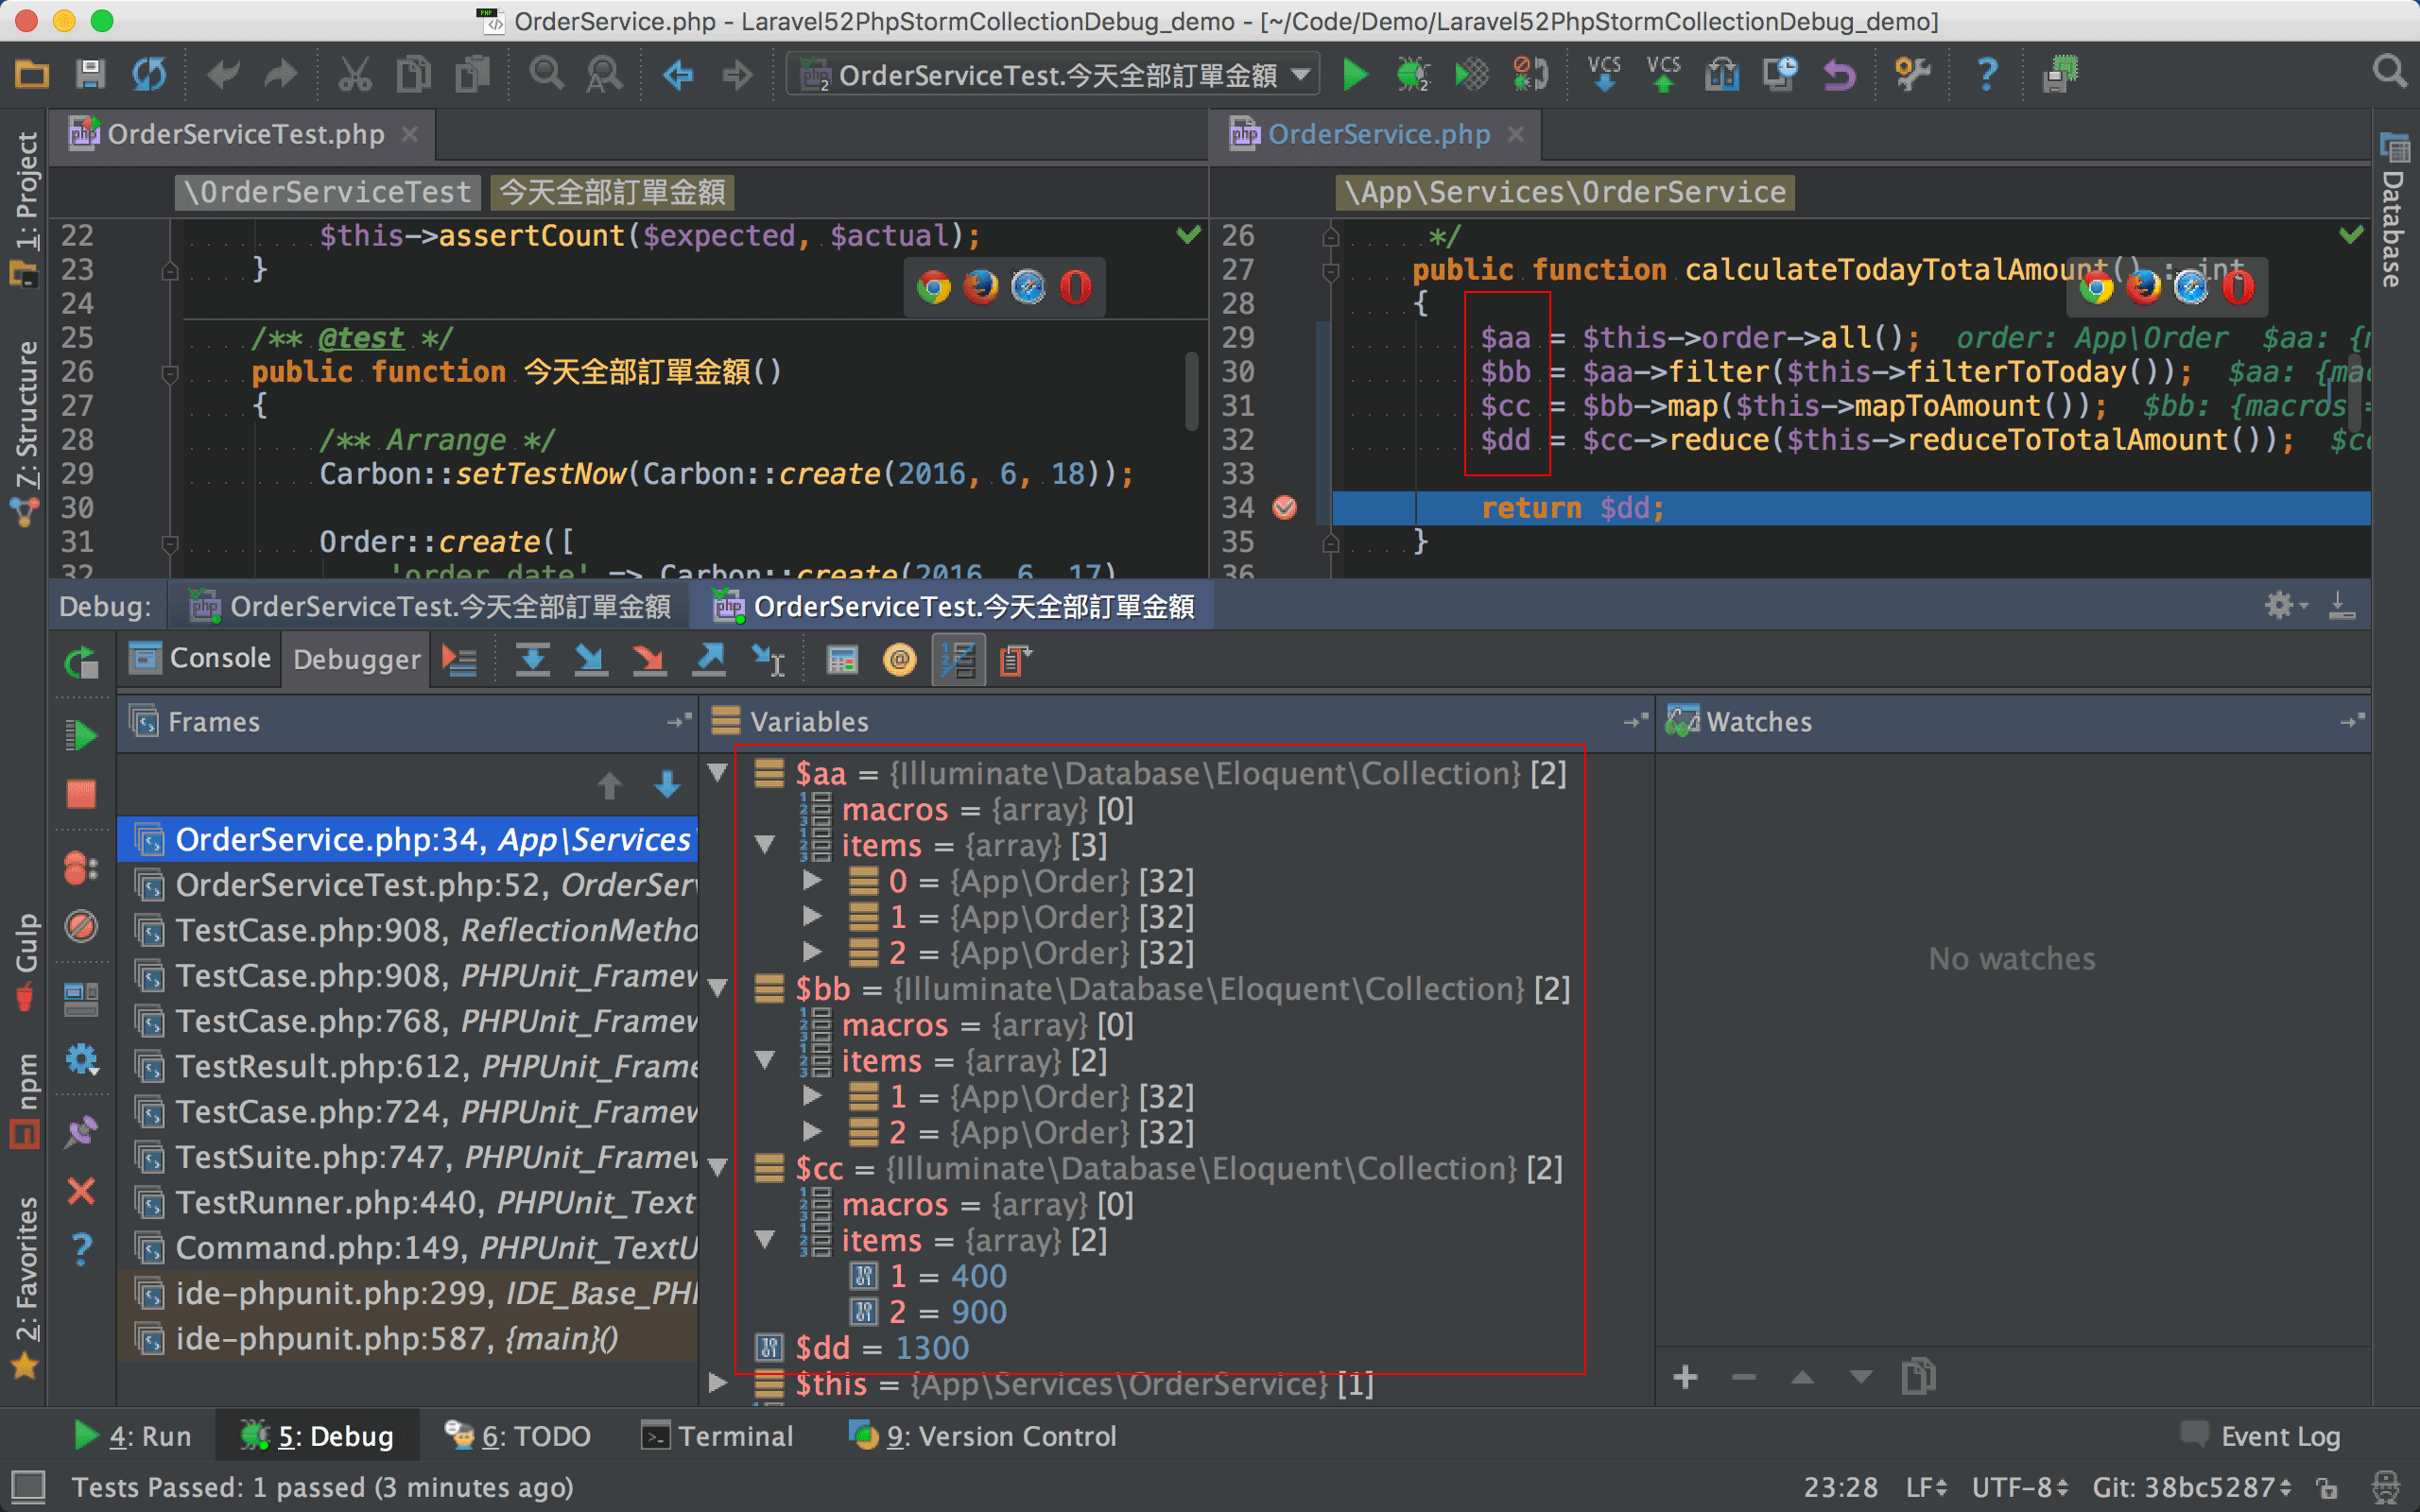 OrderService.php - Laravel52PhpStormCollectionDebug_demo - [~/Code/Demo/Laravel52PhpStormCollectionDebug_demo]
OrderServiceTest.今天全部訂單金額
VCS
VCS
1: Project
7: Structure
Gulp
npm
2: Favorites
Database
OrderServiceTest.php
\OrderServiceTest 今天全部訂單金額
22 $this->assertCount($expected, $actual);
23 }
24
25 /** @test */
26 public function 今天全部訂單金額()
27 {
28 /** Arrange */
29 Carbon::setTestNow(Carbon::create(2016, 6, 18));
30
31 Order::create([
32 'order_date' => Carbon::create(2016, 6, 17)
OrderService.php
\App\Services\OrderService
26 */
27 public function calculateTodayTotalAmount() : int
28 {
29 $aa = $this->order->all(); order: App\Order $aa: {
30 $bb = $aa->filter($this->filterToToday()); $aa: {mac
31 $cc = $bb->map($this->mapToAmount()); $bb: {macros =
32 $dd = $cc->reduce($this->reduceToTotalAmount()); $cc
33
34 return $dd;
35 }
36
Debug: OrderServiceTest.今天全部訂單金額 OrderServiceTest.今天全部訂單金額
Console Debugger
Frames
OrderService.php:34, App\Services
OrderServiceTest.php:52, OrderSer
TestCase.php:908, ReflectionMetho
TestCase.php:908, PHPUnit_Framew
TestCase.php:768, PHPUnit_Framew
TestResult.php:612, PHPUnit_Frame
TestCase.php:724, PHPUnit_Framew
TestSuite.php:747, PHPUnit_Framew
TestRunner.php:440, PHPUnit_Text
Command.php:149, PHPUnit_TextU
ide-phpunit.php:299, IDE_Base_PH
ide-phpunit.php:587, {main}()
Variables
$aa = {Illuminate\Database\Eloquent\Collection} [2]
macros = {array} [0]
items = {array} [3]
0 = {App\Order} [32]
1 = {App\Order} [32]
2 = {App\Order} [32]
$bb = {Illuminate\Database\Eloquent\Collection} [2]
macros = {array} [0]
items = {array} [2]
1 = {App\Order} [32]
2 = {App\Order} [32]
$cc = {Illuminate\Database\Eloquent\Collection} [2]
macros = {array} [0]
items = {array} [2]
1 = 400
2 = 900
$dd = 1300
$this = {App\Services\OrderService} [1]
Watches
No watches
4: Run 5: Debug 6: TODO Terminal 9: Version Control Event Log
Tests Passed: 1 passed (3 minutes ago) 23:28 LF UTF-8 Git: 38bc5287